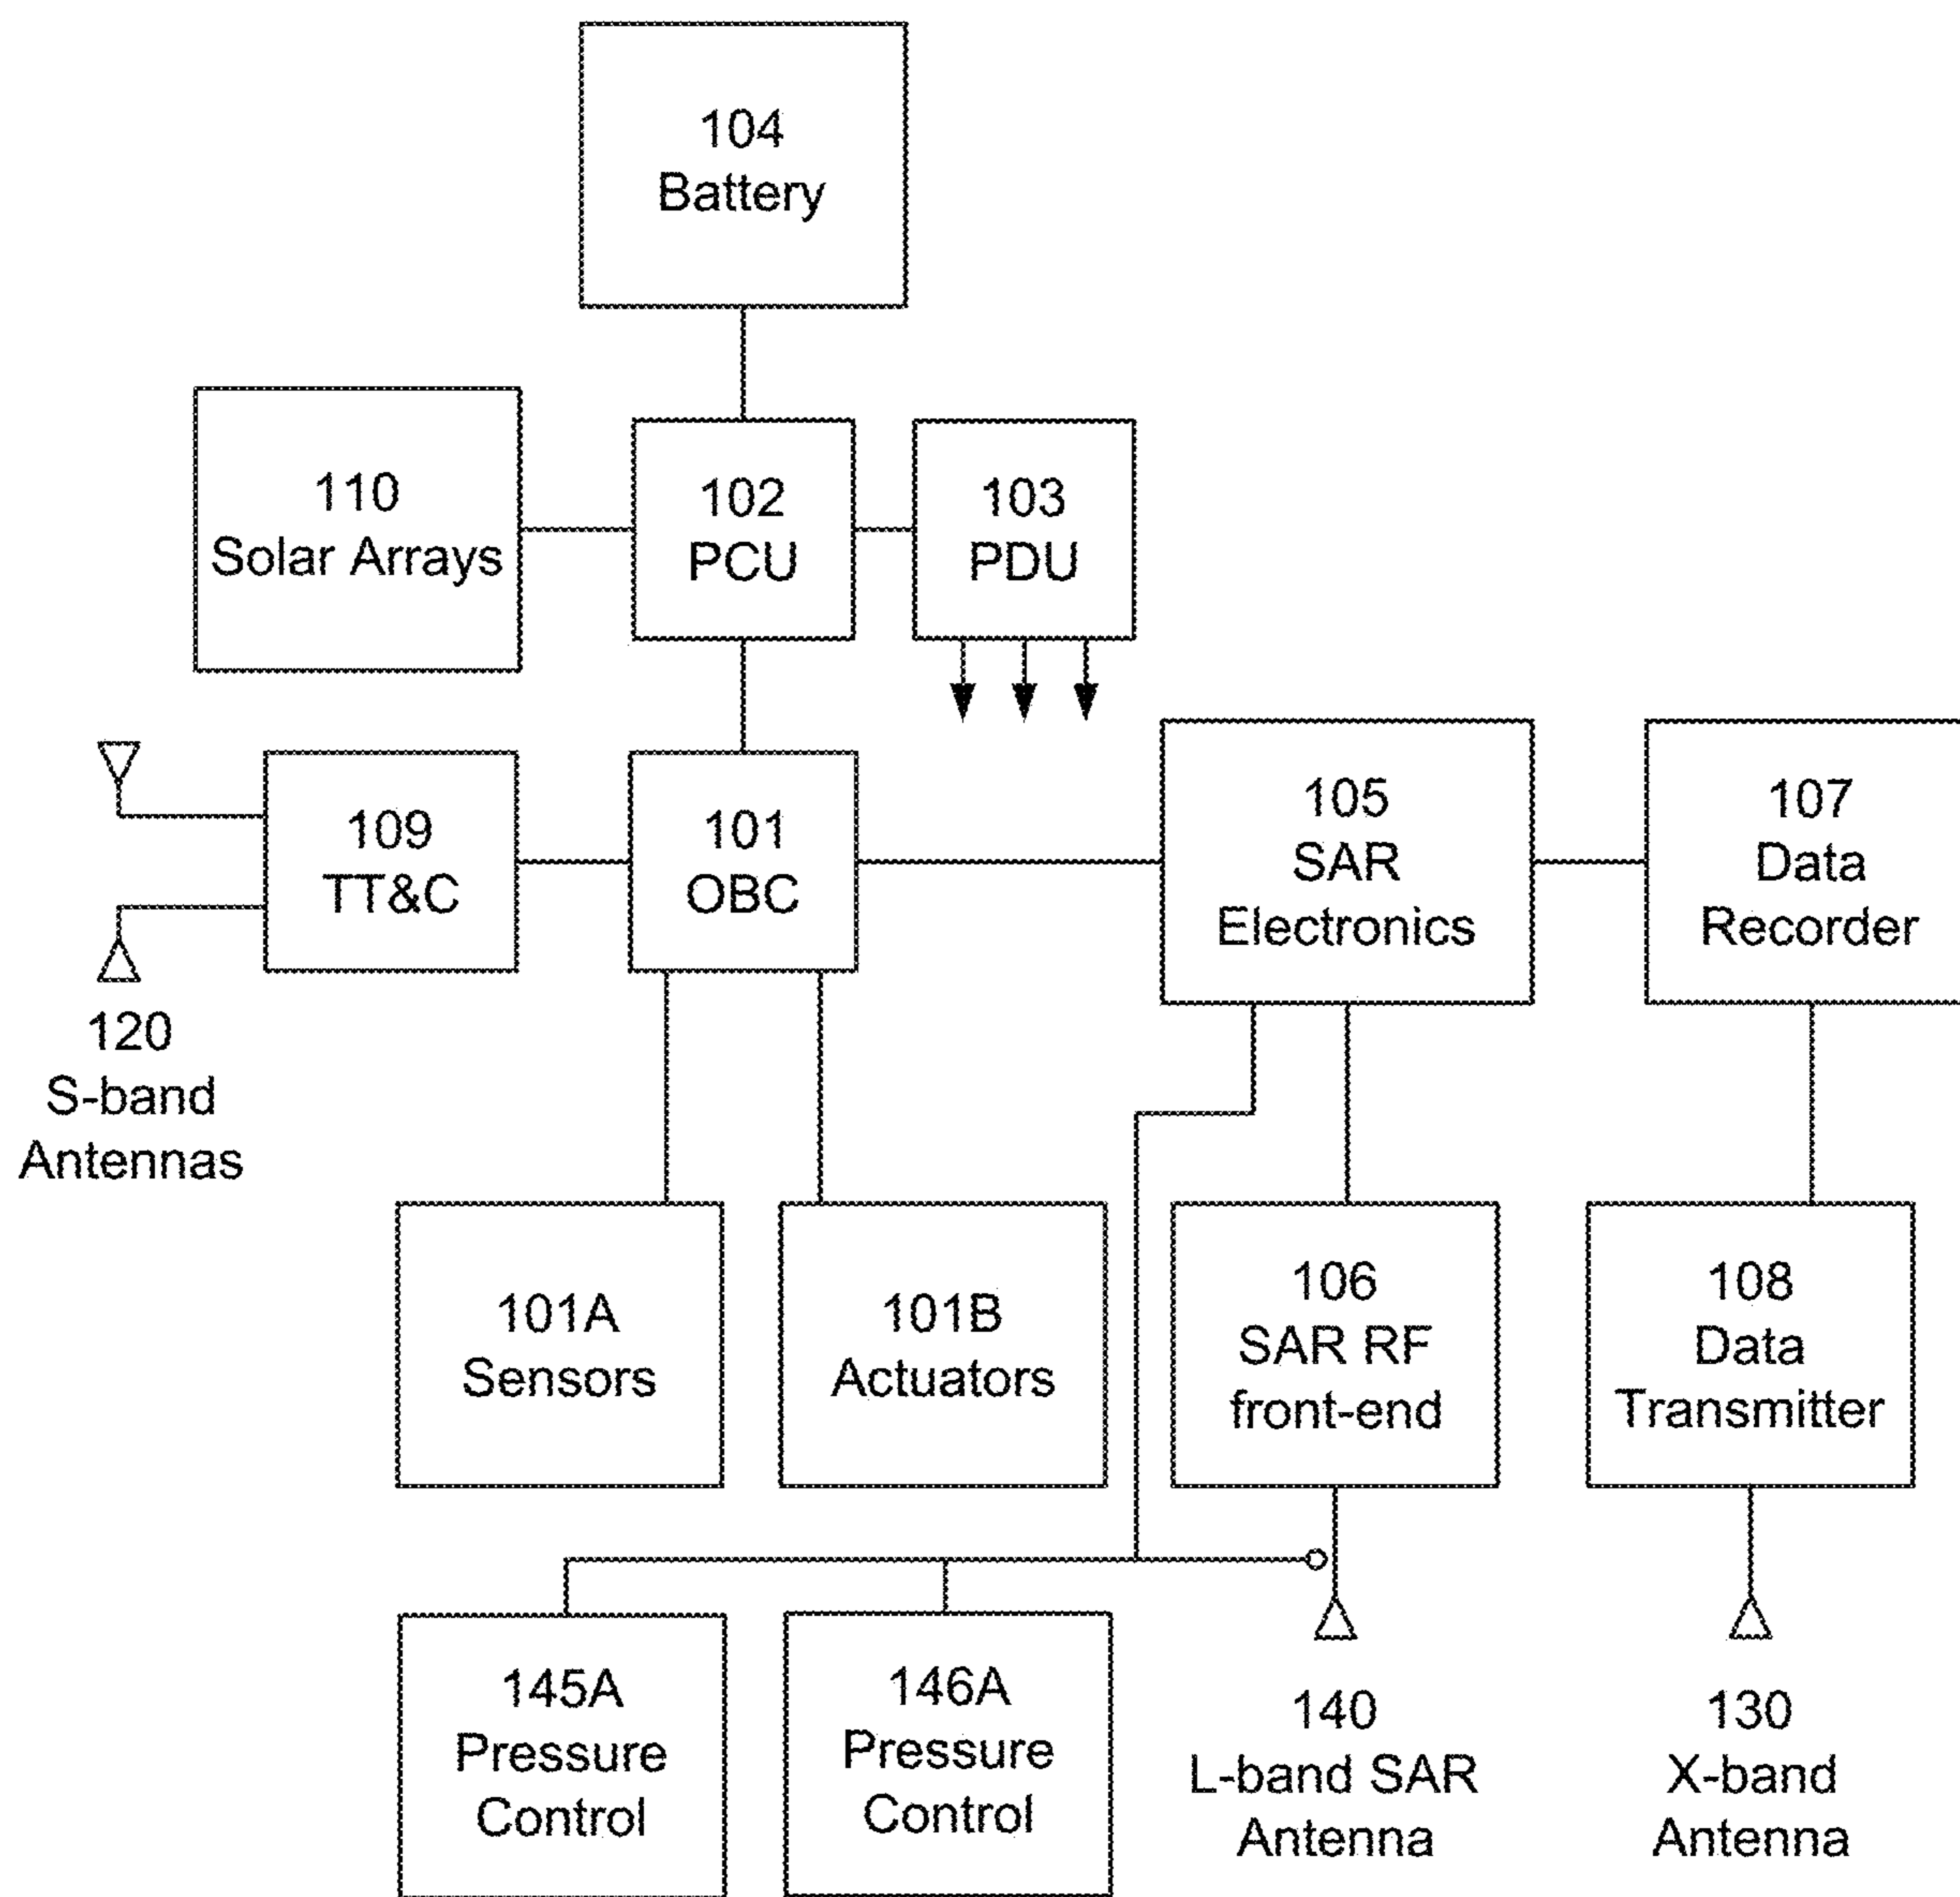 104
Battery
110
Solar Arrays
102
PCU
103
PDU
109
TT&C
101
OBC
105
SAR
Electronics
107
Data
Recorder
120
S-band
Antennas
101A
Sensors
101B
Actuators
106
SAR RF
front-end
108
Data
Transmitter
145A
Pressure
Control
146A
Pressure
Control
140
L-band SAR
Antenna
130
X-band
Antenna